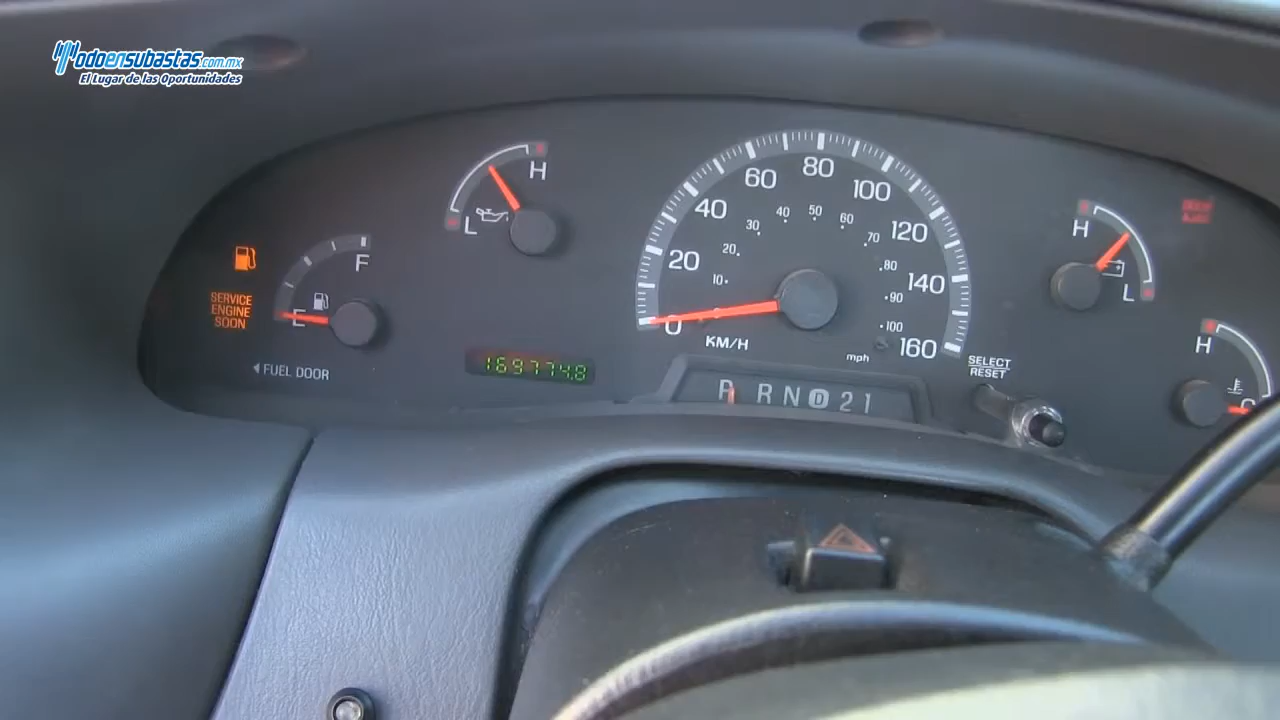 Todoensubastas.com.mx
El Lugar de las Oportunidades
H
L
F
E
SERVICE
ENGINE
SOON
FUEL DOOR
169774.8
0 20 40 60 80 100 120 140 160
10 20 30 40 50 60 70 80 90 100
KM/H
mph
P R N D 2 1
SELECT
RESET
H
L
H
C